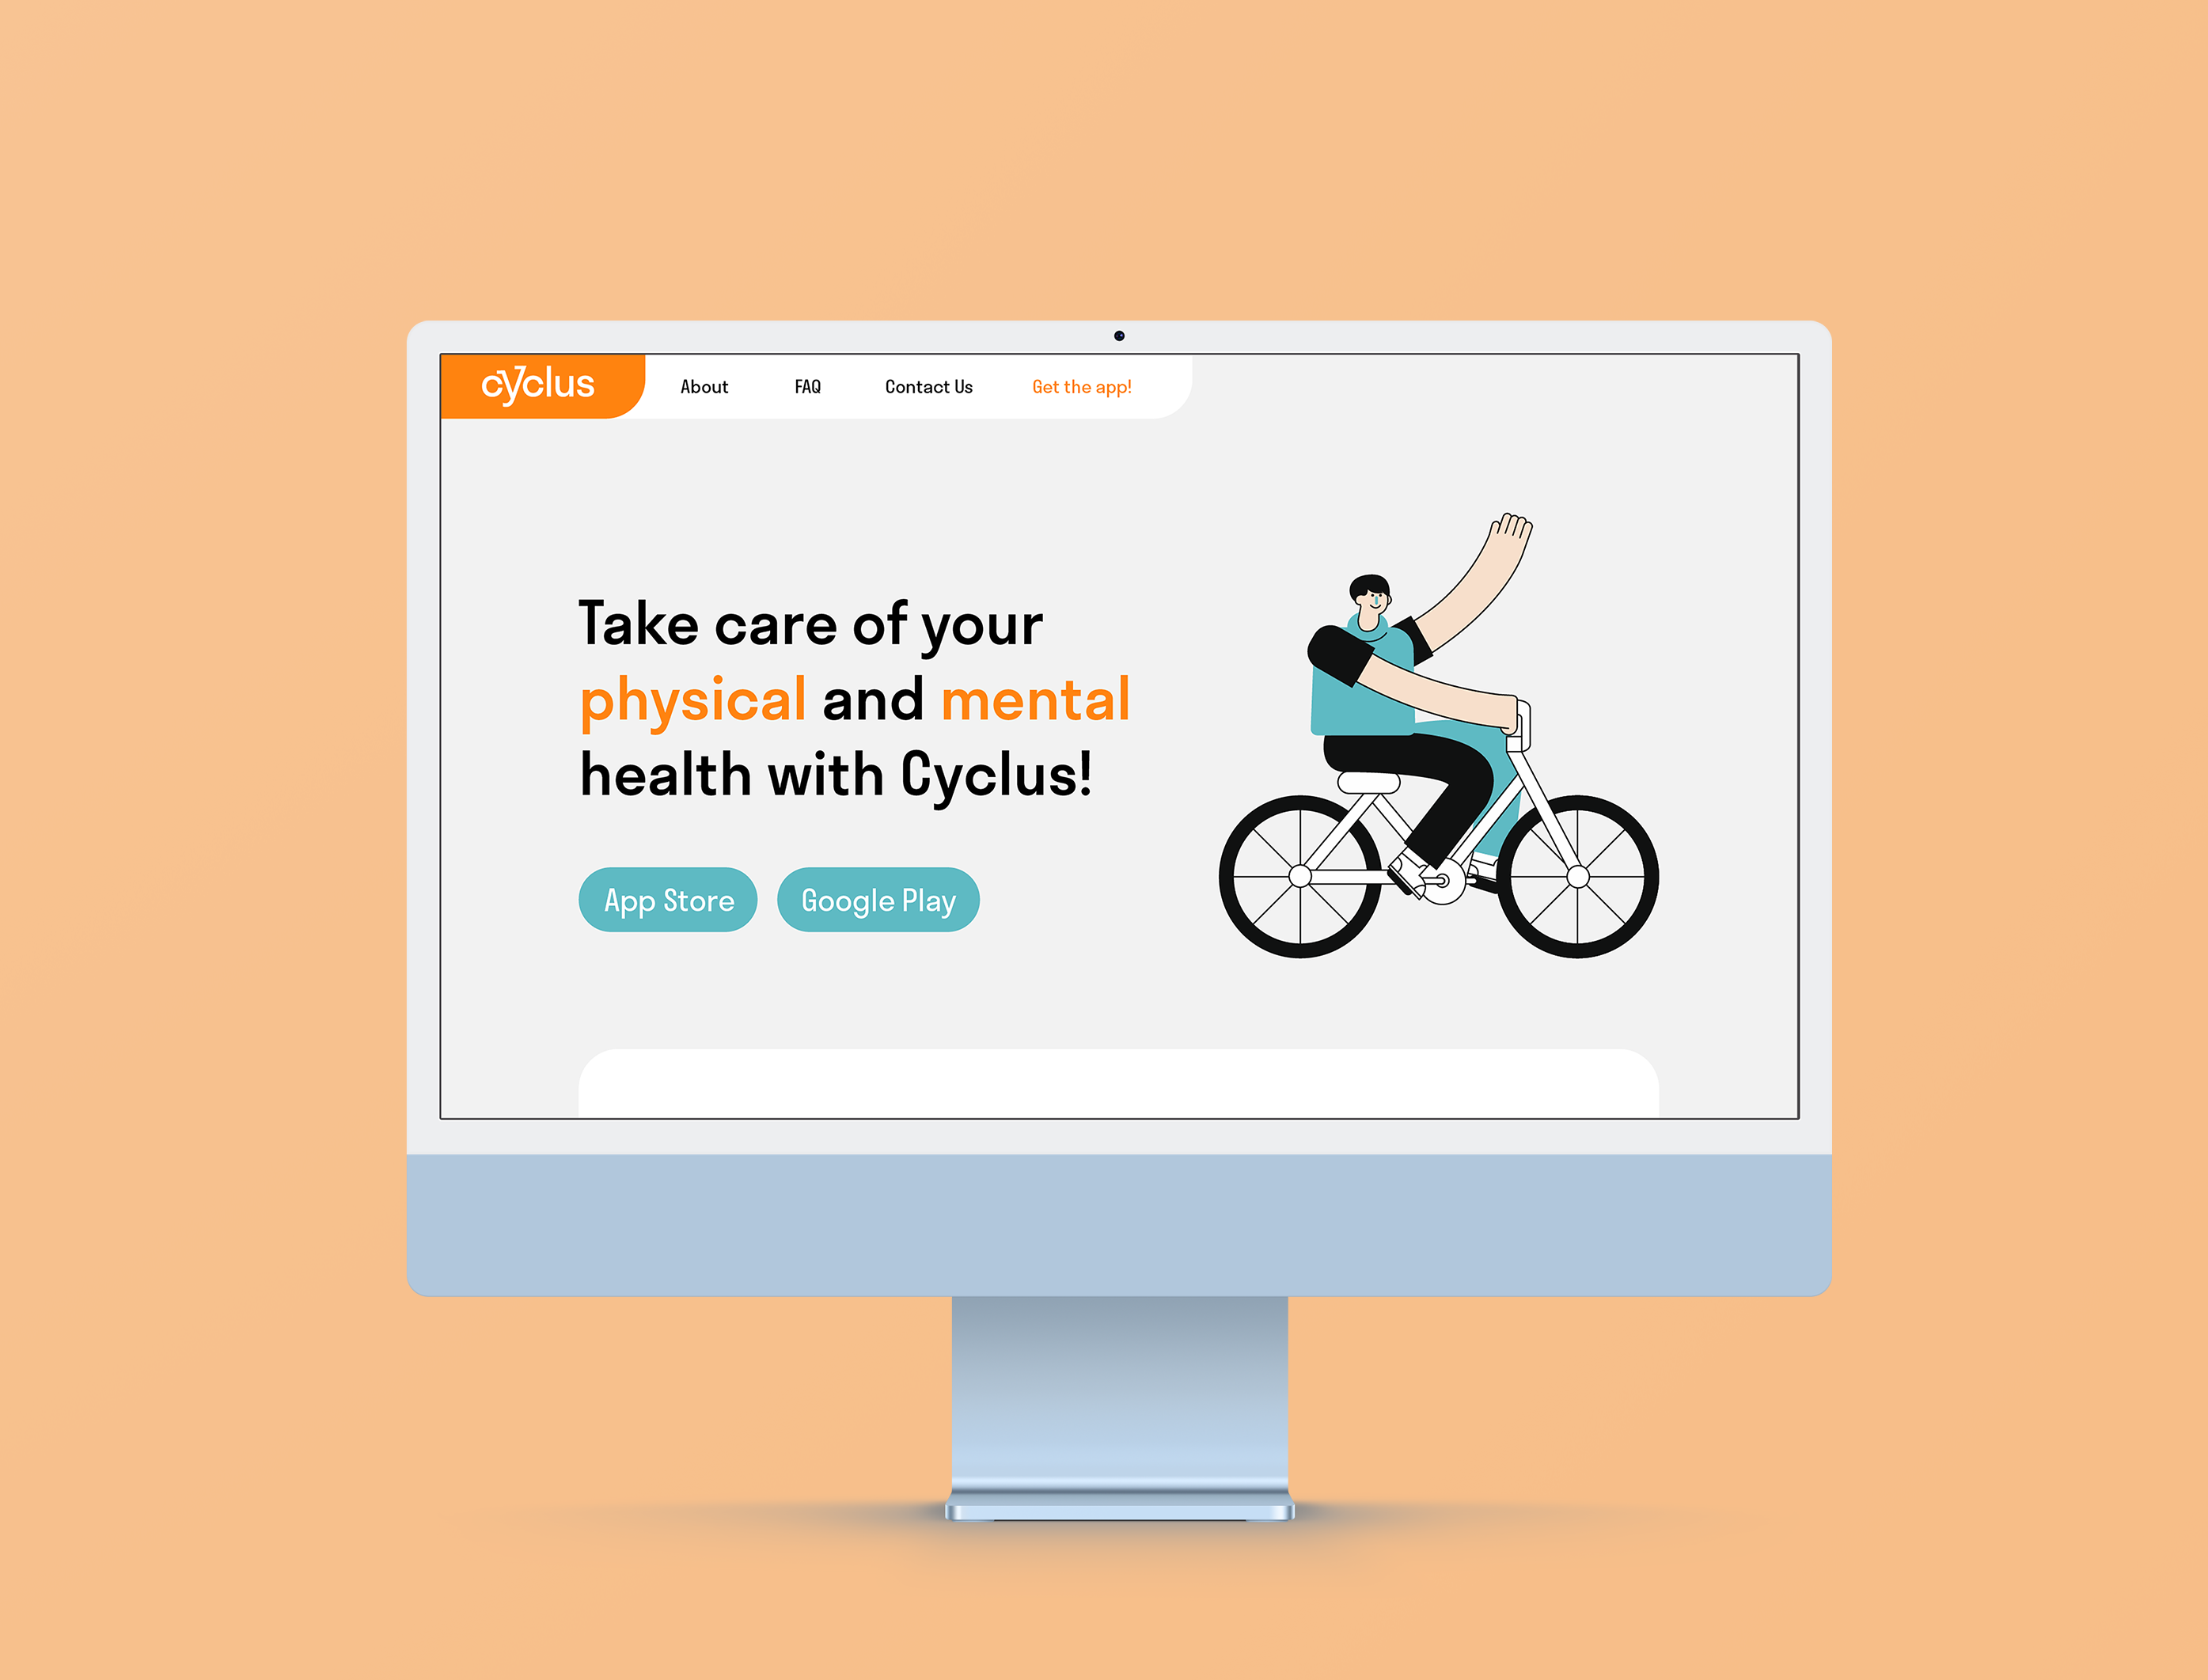 cyclus
About
FAQ
Contact Us
Get the app!
Take care of your
physical and mental
health with Cyclus!
App Store
Google Play